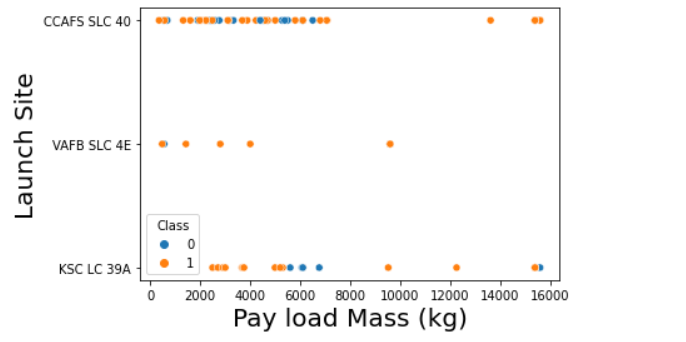 CCAFS SLC 40
VAFB SLC 4E
KSC LC 39A
Launch Site
Class
0
1
0 2000 4000 6000 8000 10000 12000 14000 16000
Pay load Mass (kg)